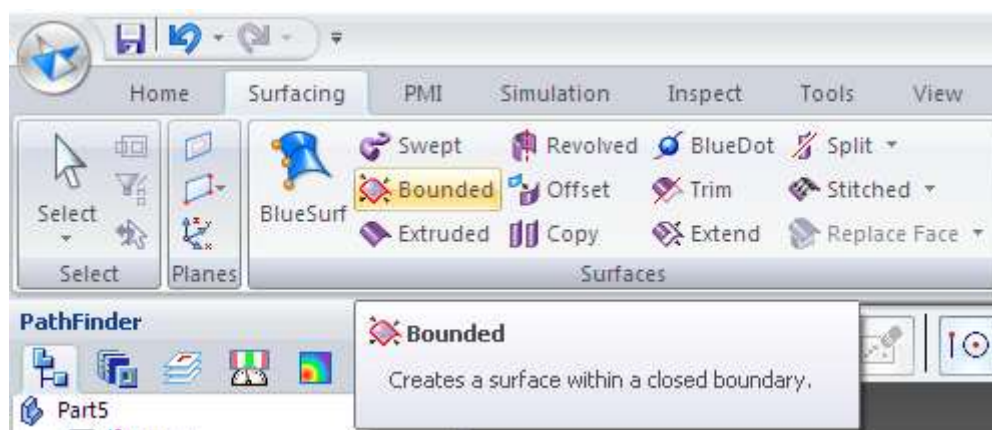 Home Surfacing PMI Simulation Inspect Tools View
Swept Revolved BlueDot Split
Select BlueSurf Bounded Offset Trim Stitched
Extruded Copy Extend Replace Face
Select Planes Surfaces
PathFinder
Bounded
Creates a surface within a closed boundary.
Part5